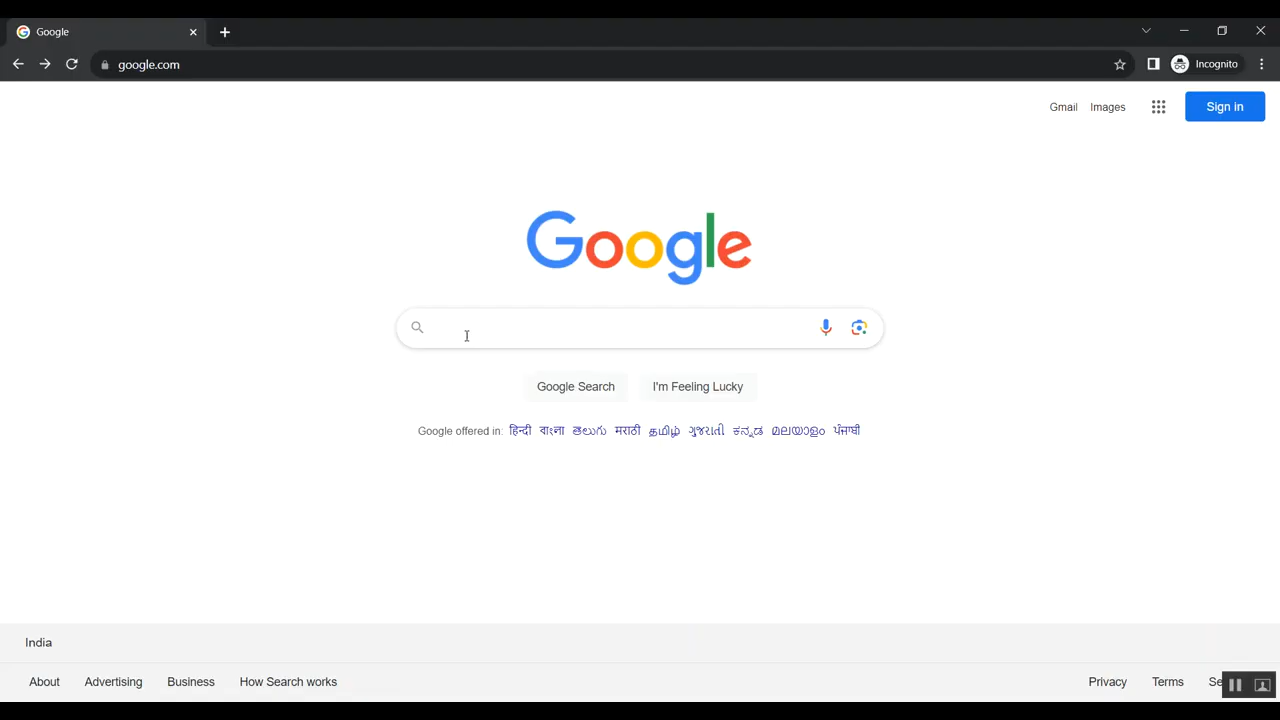 Google
google.com
Incognito
Gmail Images Sign in
Google
Google Search I'm Feeling Lucky
Google offered in: हिन्दी বাংলা తెలుగు मराठी தமிழ் ગુજરાતી ಕನ್ನಡ മലയാളം ਪੰਜਾਬੀ
India
About Advertising Business How Search works Privacy Terms